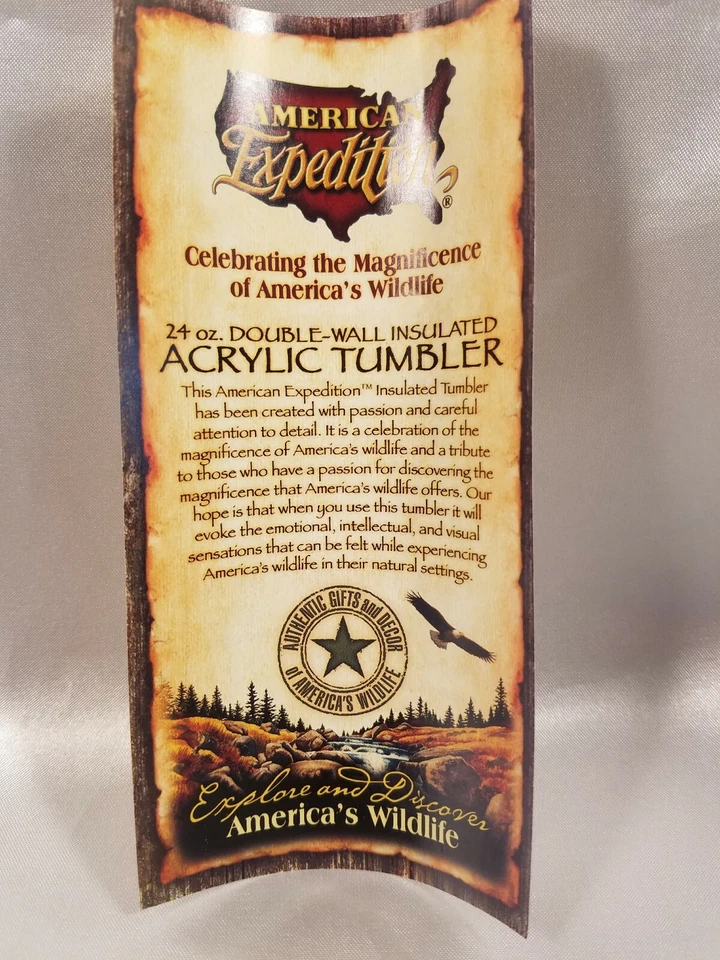 AMERICAN
Expedition
®
Celebrating the Magnificence
of America's Wildlife
24 oz. DOUBLE-WALL INSULATED
ACRYLIC TUMBLER
This American Expedition™ Insulated Tumbler
has been created with passion and careful
attention to detail. It is a celebration of the
magnificence of America's wildlife and a tribute
to those who have a passion for discovering the
magnificence that America's wildlife offers. Our
hope is that when you use this tumbler it will
evoke the emotional, intellectual, and visual
sensations that can be felt while experiencing
America's wildlife in their natural settings.
AUTHENTIC GIFTS and DECOR
of AMERICA'S WILDLIFE
Explore and Discover
America's Wildlife